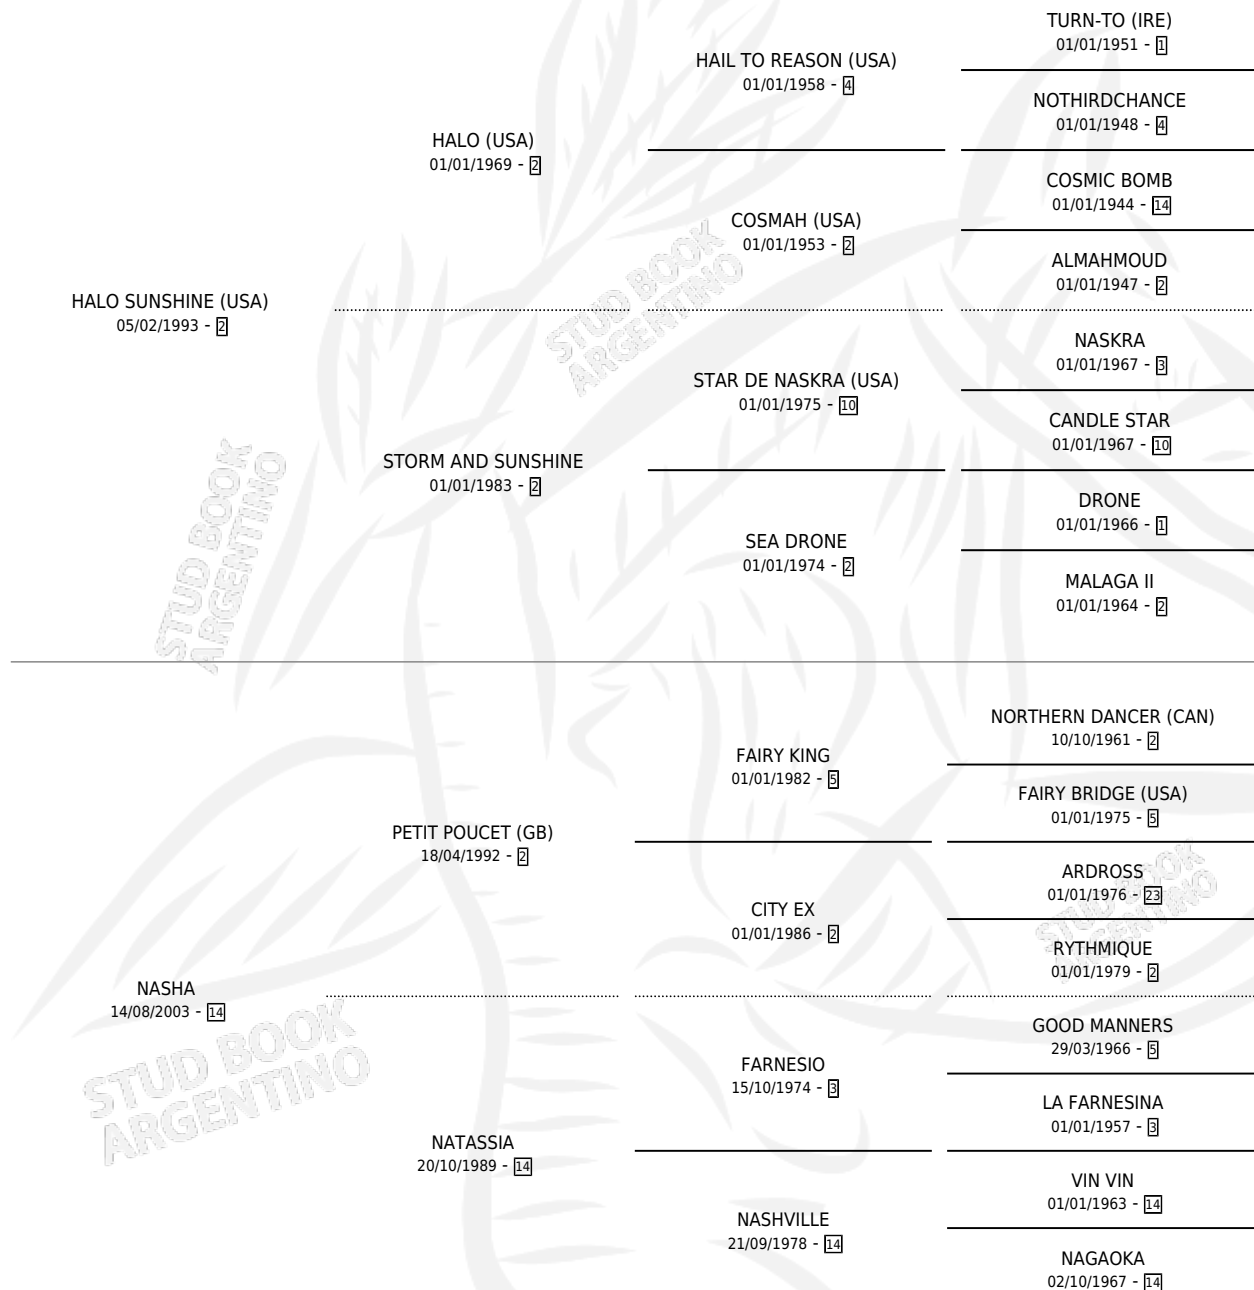 TURN-TO (IRE)
01/01/1951 - 1
HAIL TO REASON (USA)
01/01/1958 - 4
NOTHIRDCHANCE
01/01/1948 - 4
HALO (USA)
01/01/1969 - 2
COSMIC BOMB
01/01/1944 - 14
COSMAH (USA)
01/01/1953 - 2
ALMAHMOUD
01/01/1947 - 2
HALO SUNSHINE (USA)
05/02/1993 - 2
STUD BOOK
ARGENTINO
NASKRA
01/01/1967 - 3
STAR DE NASKRA (USA)
01/01/1975 - 10
CANDLE STAR
01/01/1967 - 10
STORM AND SUNSHINE
01/01/1983 - 2
DRONE
01/01/1966 - 1
SEA DRONE
01/01/1974 - 2
MALAGA II
01/01/1964 - 2
STUD BOOK
ARGENTINO
NORTHERN DANCER (CAN)
10/10/1961 - 2
FAIRY KING
01/01/1982 - 5
FAIRY BRIDGE (USA)
01/01/1975 - 5
PETIT POUCET (GB)
18/04/1992 - 2
ARDROSS
01/01/1976 - 23
CITY EX
01/01/1986 - 2
RYTHMIQUE
01/01/1979 - 2
STUD BOOK
ARGENTINO
NASHA
14/08/2003 - 14
STUD BOOK
ARGENTINO
GOOD MANNERS
29/03/1966 - 5
FARNESIO
15/10/1974 - 3
LA FARNESINA
01/01/1957 - 3
NATASSIA
20/10/1989 - 14
VIN VIN
01/01/1963 - 14
NASHVILLE
21/09/1978 - 14
NAGAOKA
02/10/1967 - 14